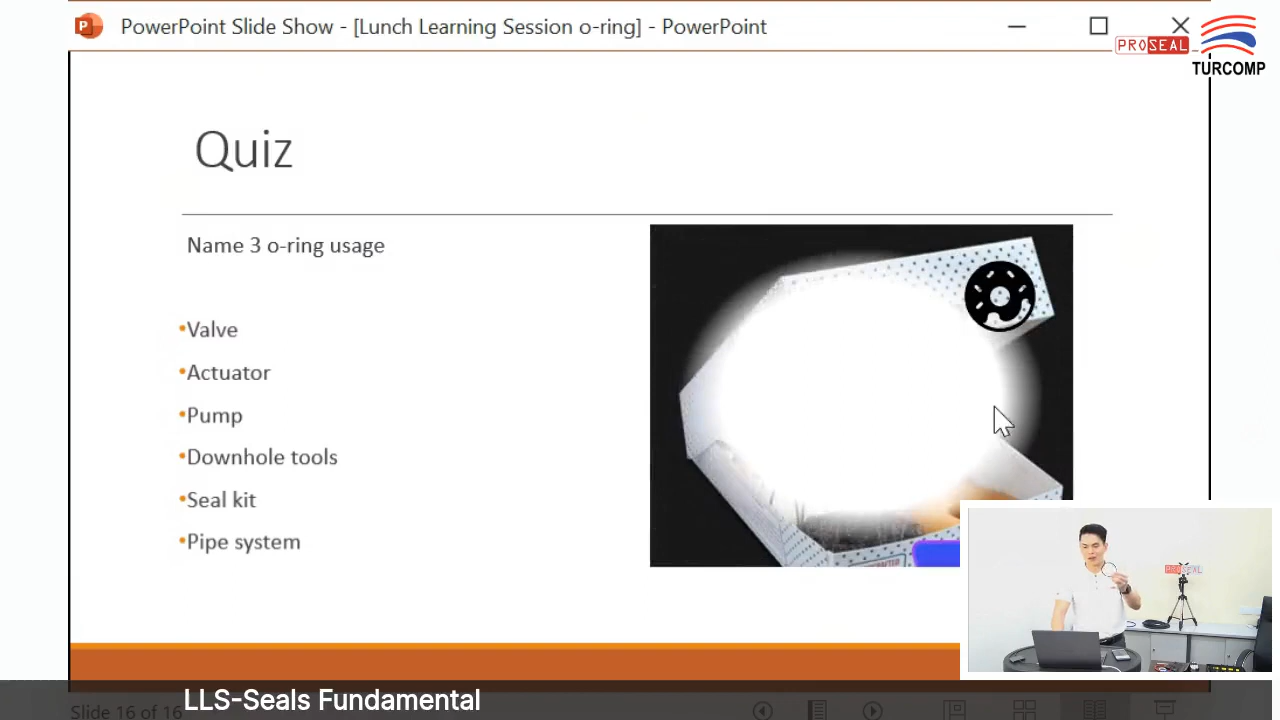 PowerPoint Slide Show - [Lunch Learning Session o-ring] - PowerPoint
PROSEAL
TURCOMP
Quiz
Name 3 o-ring usage
•Valve
•Actuator
•Pump
•Downhole tools
•Seal kit
•Pipe system
PROSEAL
LLS-Seals Fundamental
Slide 16 of 16